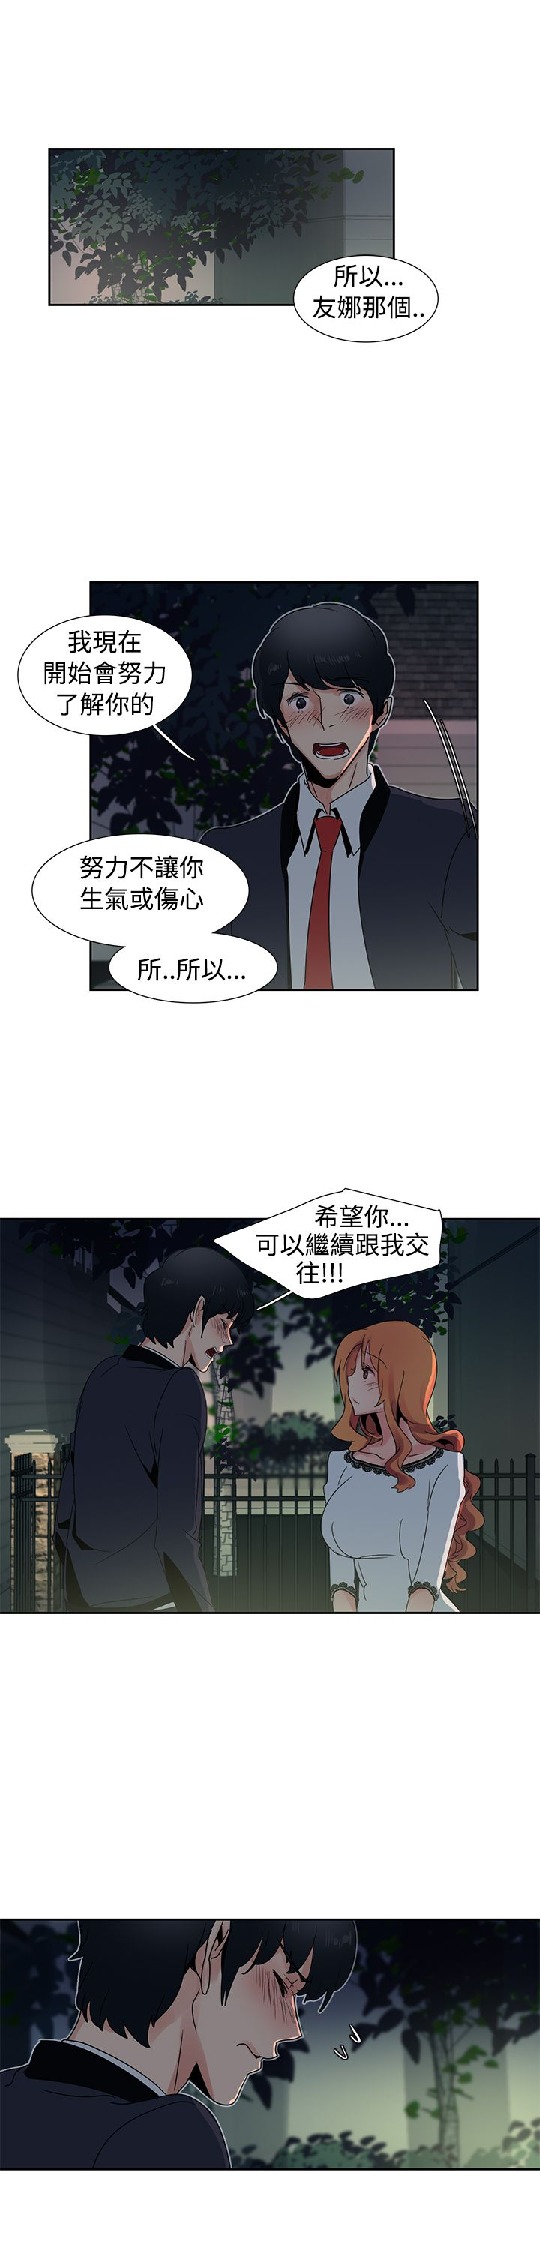 所以...
友娜那個..
我現在
開始會努力
了解你的
努力不讓你
生氣或傷心
所..所以...
希望你...
可以繼續跟我交
往!!!